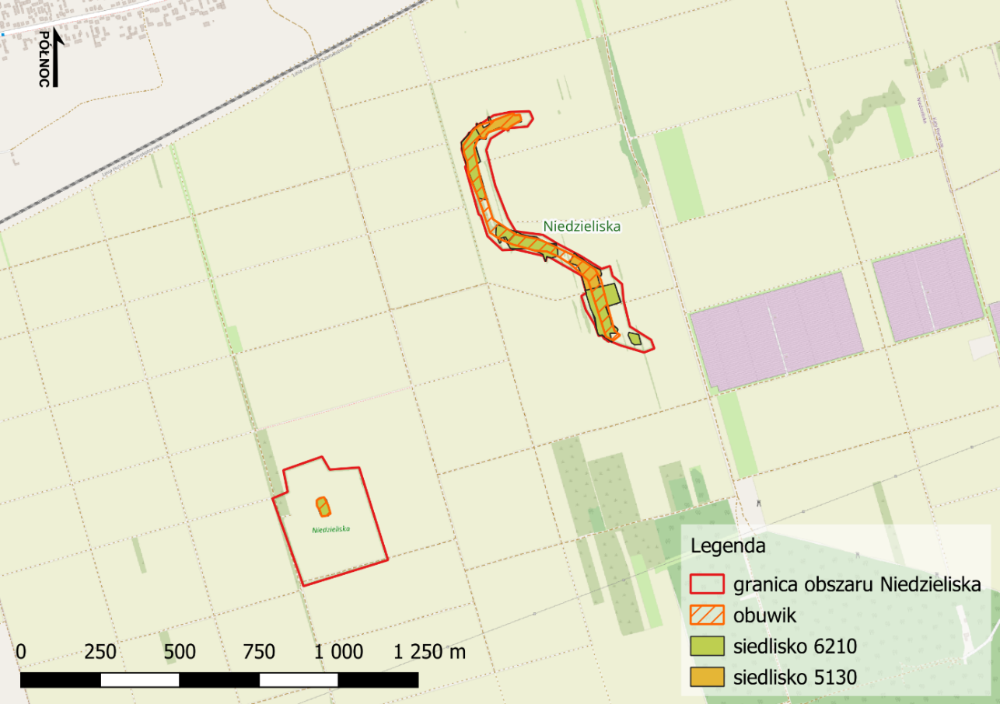 PÓŁNOC
Niedzieliska
Niedzieliska
Niedzieliska
Legenda
granica obszaru Niedzieliska
obuwik
siedlisko 6210
siedlisko 5130
0 250 500 750 1 000 1 250 m